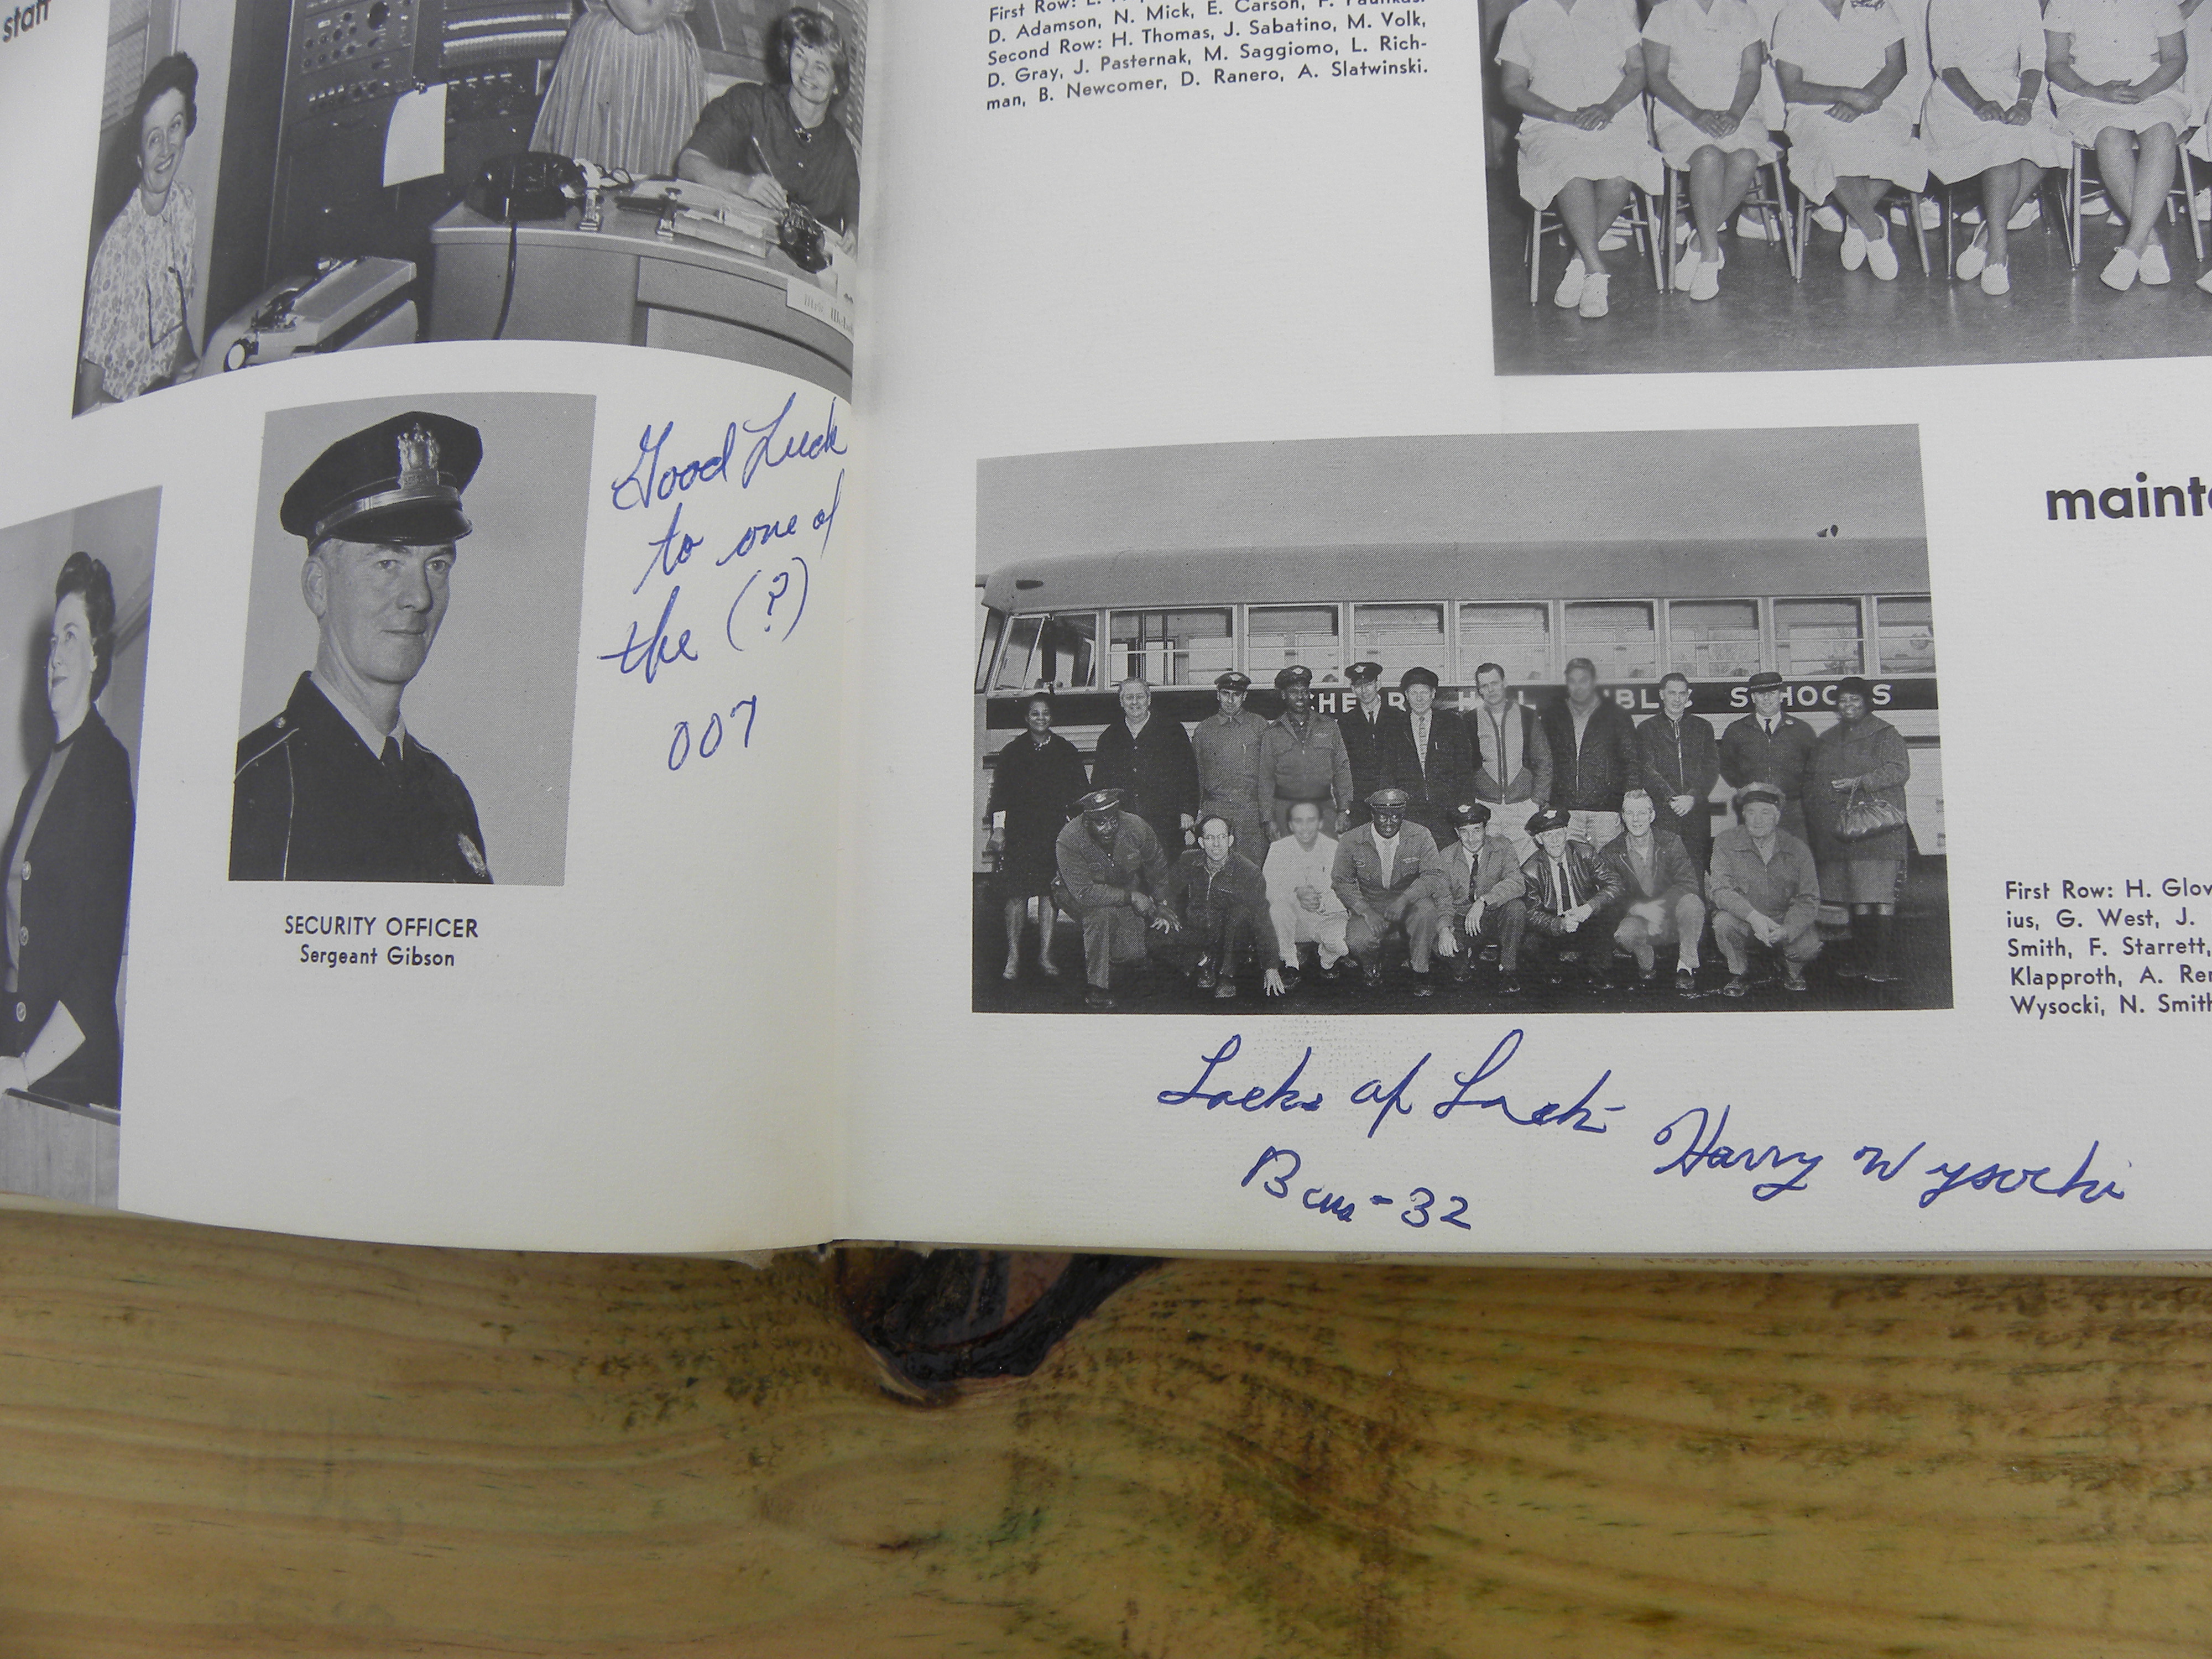 staff
SECURITY OFFICER
Sergeant Gibson
Good Luck
to one of
the (?)
007
First Row:
D. Adamson, N. Mick, E. Carson, F. Paulikas.
Second Row: H. Thomas, J. Sabatino, M. Volk,
D. Gray, J. Pasternak, M. Saggiomo, L. Rich-
man, B. Newcomer, D. Ranero, A. Slatwinski.
SCHOOLS
maint
First Row: H. Glov
ius, G. West, J.
Smith, F. Starrett,
Klapproth, A. Re
Wysocki, N. Smith
Locks of Luck
Harry Wysocki
Bus-32